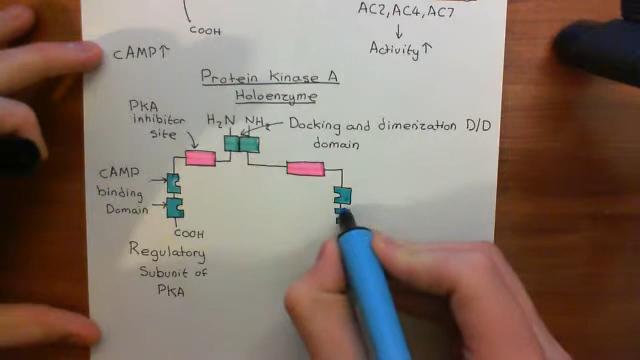 COOH
AC2, AC4, AC7
↓
Activity↑
cAMP↑
Protein Kinase A
Holoenzyme
PKA
inhibitor
site
H₂N NH₂
Docking and dimerization D/D
domain
cAMP
binding
Domain
COOH
Regulatory
Subunit of
PKA